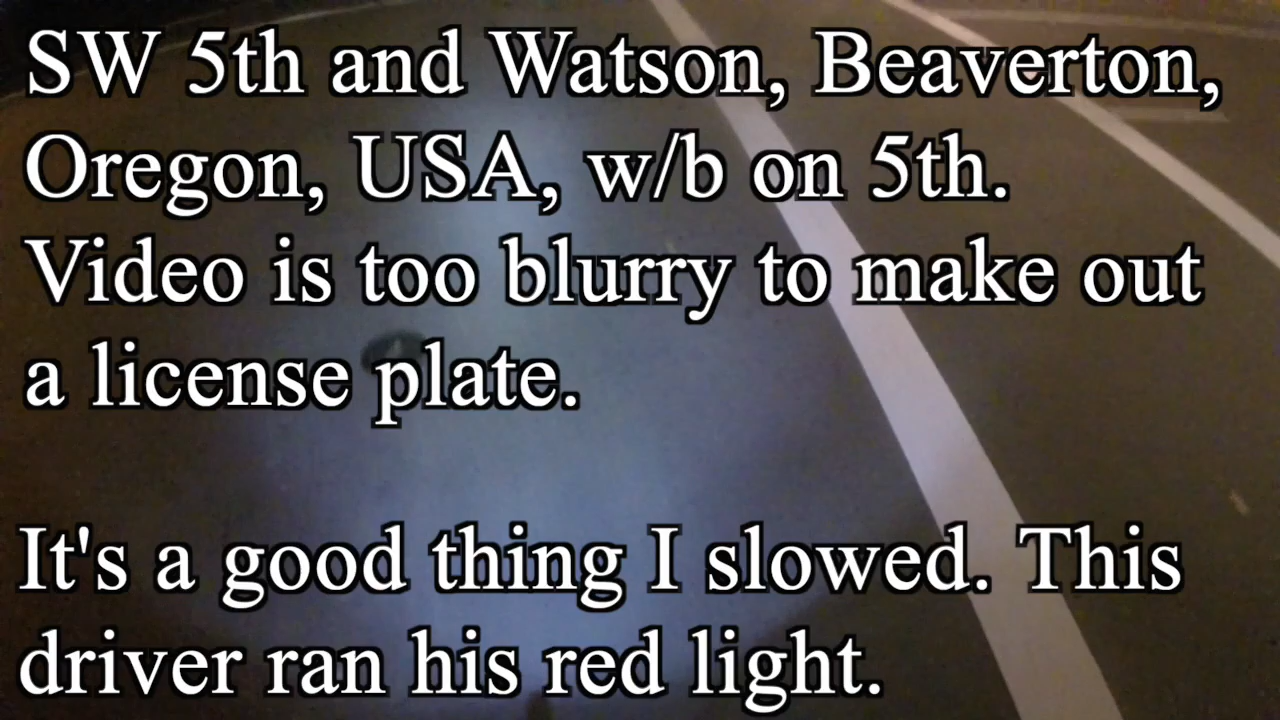 SW 5th and Watson, Beaverton,
Oregon, USA, w/b on 5th.
Video is too blurry to make out
a license plate.
It's a good thing I slowed. This
driver ran his red light.